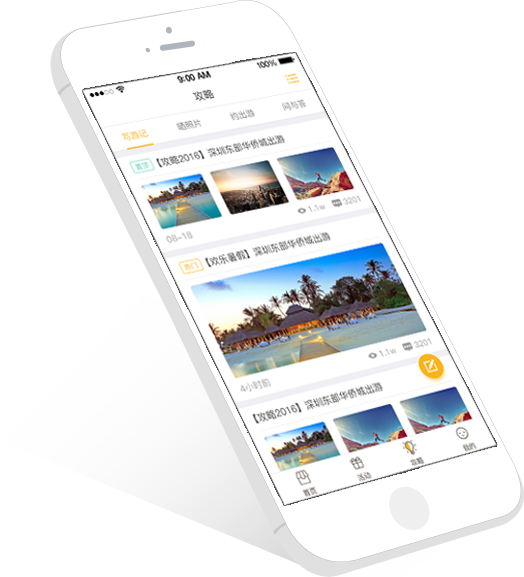 9:00 AM
100%
攻略
写游记
晒照片
约出游
问与答
置顶
【攻略2016】深圳东部华侨城出游
08-18
1.1w
3201
热门
【欢乐暑假】深圳东部华侨城出游
4小时前
1.1w
3201
【攻略2016】深圳东部华侨城出游
首页
活动
攻略
我的